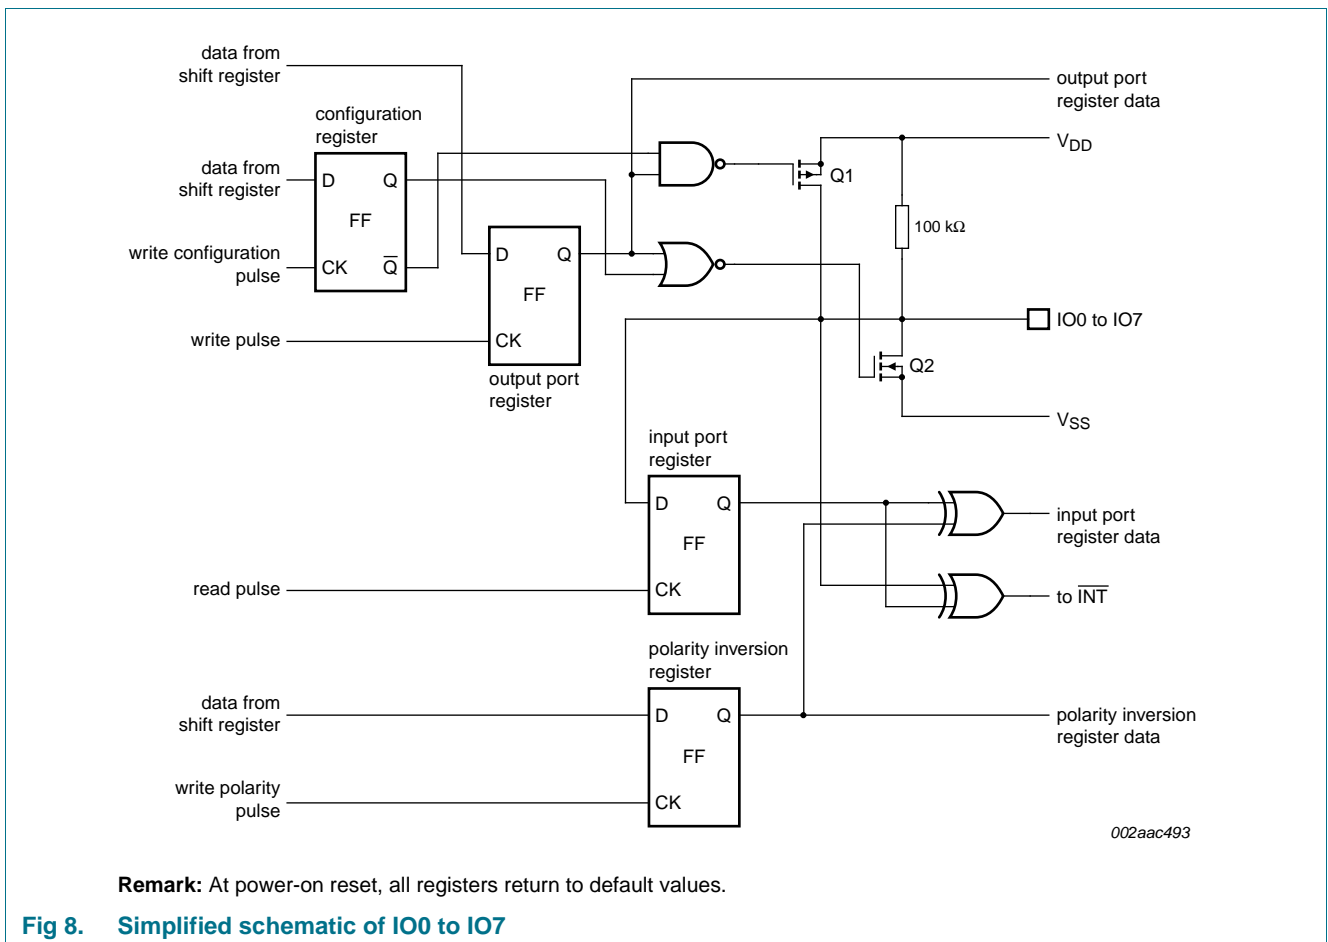 data from
shift register
output port
register data
configuration
register
V_DD
data from
shift register
D
Q
Q1
FF
100 kΩ
write configuration
pulse
CK
Q̅
D
Q
FF
IO0 to IO7
write pulse
CK
Q2
output port
register
V_SS
input port
register
D
Q
input port
register data
FF
read pulse
CK
to I̅N̅T̅
polarity inversion
register
data from
shift register
D
Q
polarity inversion
register data
FF
write polarity
pulse
CK
002aac493
Remark: At power-on reset, all registers return to default values.
Fig 8. Simplified schematic of IO0 to IO7